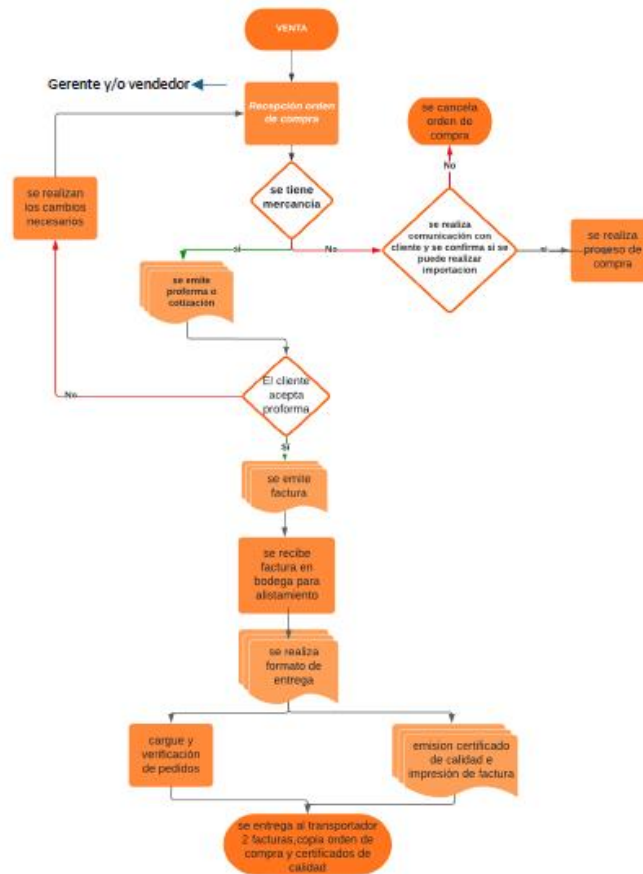 VENTA
Gerente y/o vendedor
Recepción orden
de compra
se cancela
orden de
compra
No
se realizan
los cambios
necesarios
se tiene
mercancia
se realiza
comunicación con
cliente y se confirma si se
puede realizar
importacion
si
se realiza
proceso de
compra
sí
No
se emite
proforma o
cotización
El cliente
acepta
proforma
No
Sí
se emite
factura
se recibe
factura en
bodega para
alistamiento
se realiza
formato de
entrega
cargue y
verificación
de pedidos
emision certificado
de calidad e
impresión de factura
se entrega al transportador
2 facturas,copia orden de
compra y certificados de
calidad